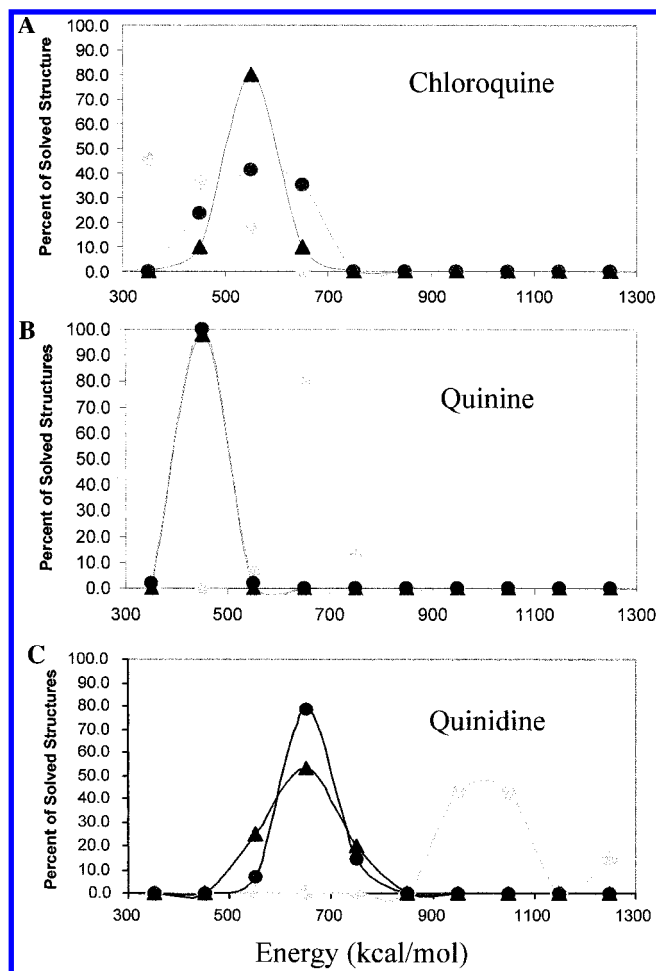 A
Percent of Solved Structure
100.0
90.0
80.0
70.0
60.0
50.0
40.0
30.0
20.0
10.0
0.0
Chloroquine
300 500 700 900 1100 1300
B
Percent of Solved Structures
100.0
90.0
80.0
70.0
60.0
50.0
40.0
30.0
20.0
10.0
0.0
Quinine
300 500 700 900 1100 1300
C
Percent of Solved Structures
100.0
90.0
80.0
70.0
60.0
50.0
40.0
30.0
20.0
10.0
0.0
Quinidine
300 500 700 900 1100 1300
Energy (kcal/mol)